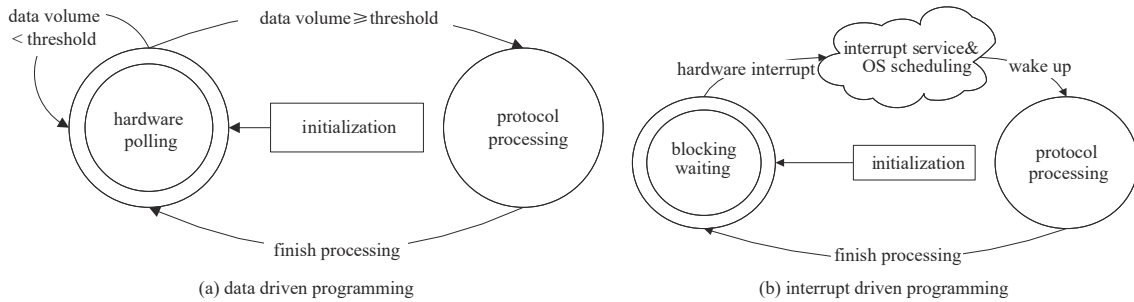 data volume
< threshold
data volume≥threshold
hardware
polling
initialization
protocol
processing
finish processing
(a) data driven programming
hardware interrupt
interrupt service&
OS scheduling
wake up
blocking
waiting
initialization
protocol
processing
finish processing
(b) interrupt driven programming